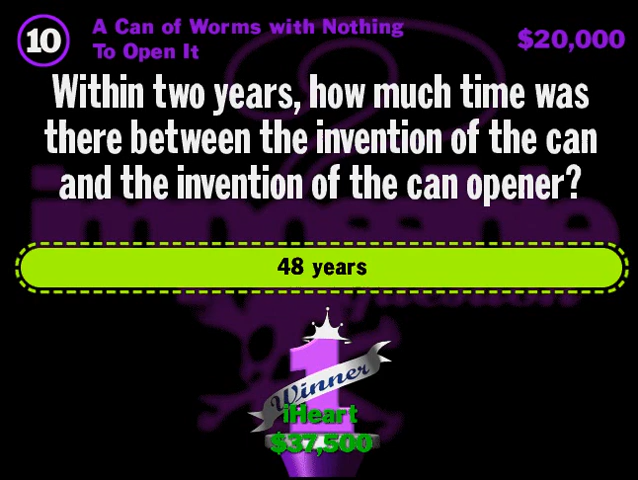 10
A Can of Worms with Nothing
To Open It
$20,000
Within two years, how much time was
there between the invention of the can
and the invention of the can opener?
48 years
1
Winner
iHeart
$37,500